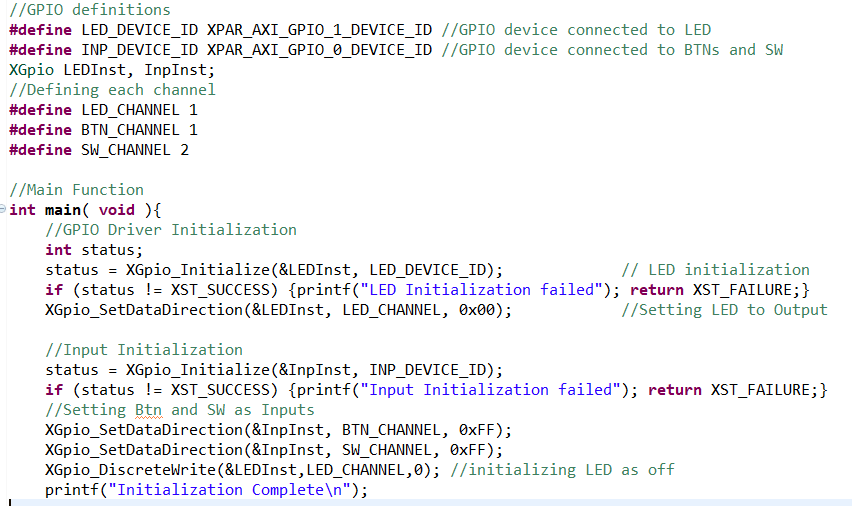 //GPIO definitions
#define LED_DEVICE_ID XPAR_AXI_GPIO_1_DEVICE_ID //GPIO device connected to LED
#define INP_DEVICE_ID XPAR_AXI_GPIO_0_DEVICE_ID //GPIO device connected to BTNs and SW
XGpio LEDInst, InpInst;
//Defining each channel
#define LED_CHANNEL 1
#define BTN_CHANNEL 1
#define SW_CHANNEL 2

//Main Function
int main( void ){
    //GPIO Driver Initialization
    int status;
    status = XGpio_Initialize(&LEDInst, LED_DEVICE_ID);             // LED initialization
    if (status != XST_SUCCESS) {printf("LED Initialization failed"); return XST_FAILURE;}
    XGpio_SetDataDirection(&LEDInst, LED_CHANNEL, 0x00);            //Setting LED to Output

    //Input Initialization
    status = XGpio_Initialize(&InpInst, INP_DEVICE_ID);
    if (status != XST_SUCCESS) {printf("Input Initialization failed"); return XST_FAILURE;}
    //Setting Btn and SW as Inputs
    XGpio_SetDataDirection(&InpInst, BTN_CHANNEL, 0xFF);
    XGpio_SetDataDirection(&InpInst, SW_CHANNEL, 0xFF);
    XGpio_DiscreteWrite(&LEDInst,LED_CHANNEL,0); //initializing LED as off
    printf("Initialization Complete\n");